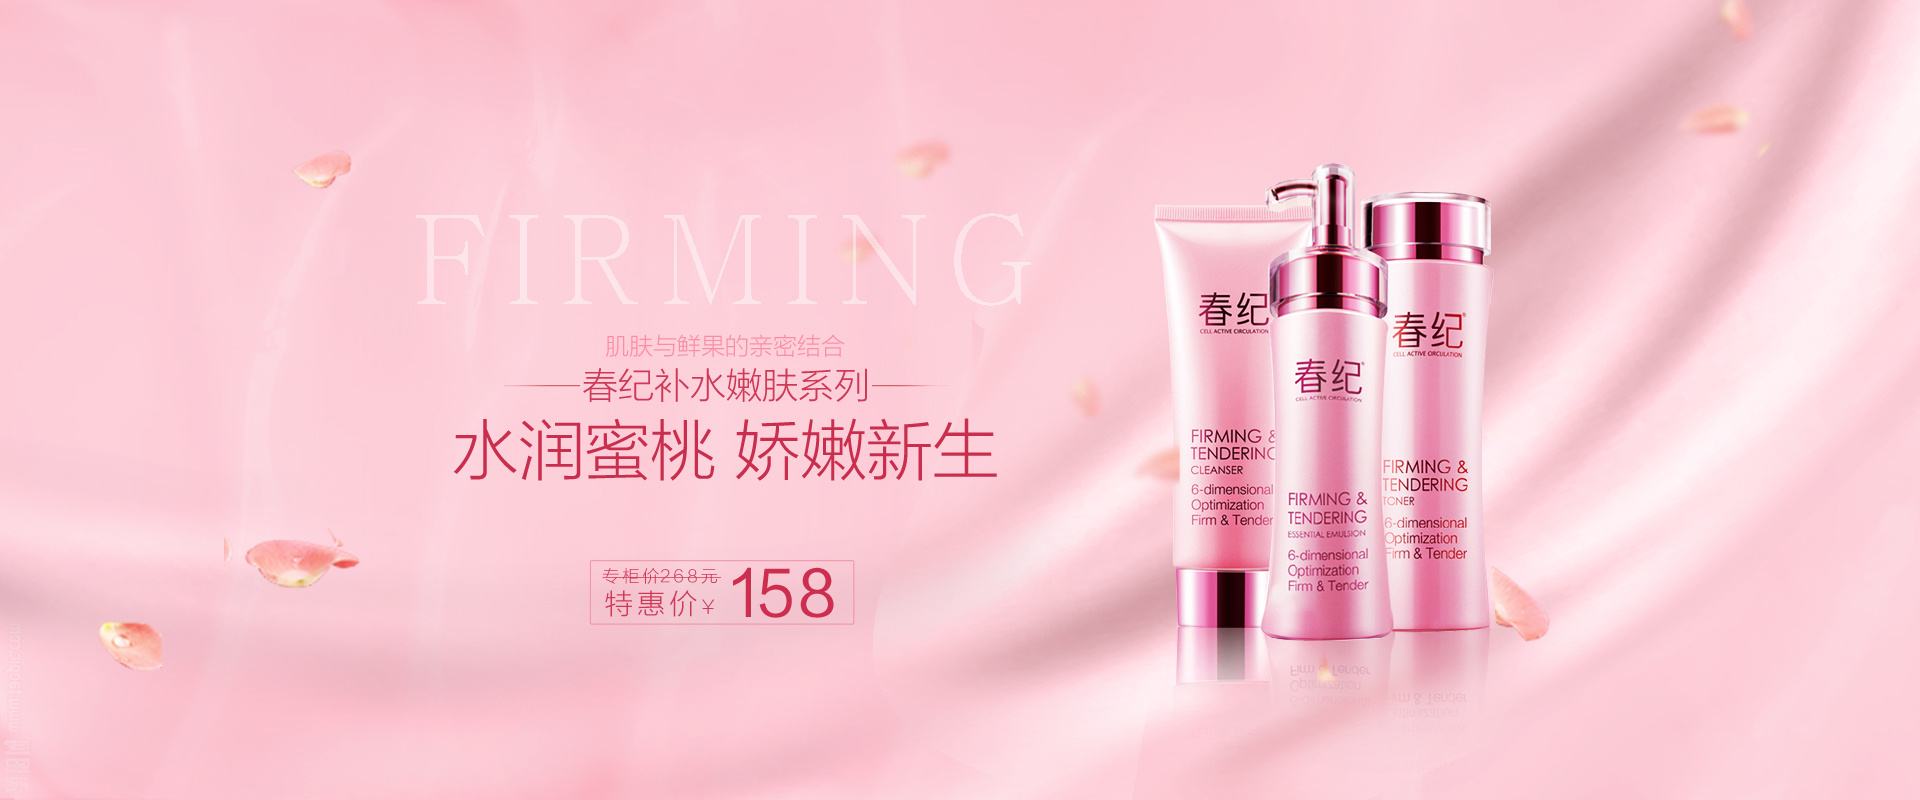 FIRMING
肌肤与鲜果的亲密结合
春纪补水嫩肤系列
水润蜜桃 娇嫩新生
专柜价268元
特惠价¥ 158
春纪
CELL ACTIVE CIRCULATION
FIRMING &
TENDERING
CLEANSER
6-dimensional
Optimization
Firm & Tender
春纪
CELL ACTIVE CIRCULATION
FIRMING &
TENDERING
ESSENTIAL EMULSION
6-dimensional
Optimization
Firm & Tender
春纪
CELL ACTIVE CIRCULATION
FIRMING &
TENDERING
TONER
6-dimensional
Optimization
Firm & Tender